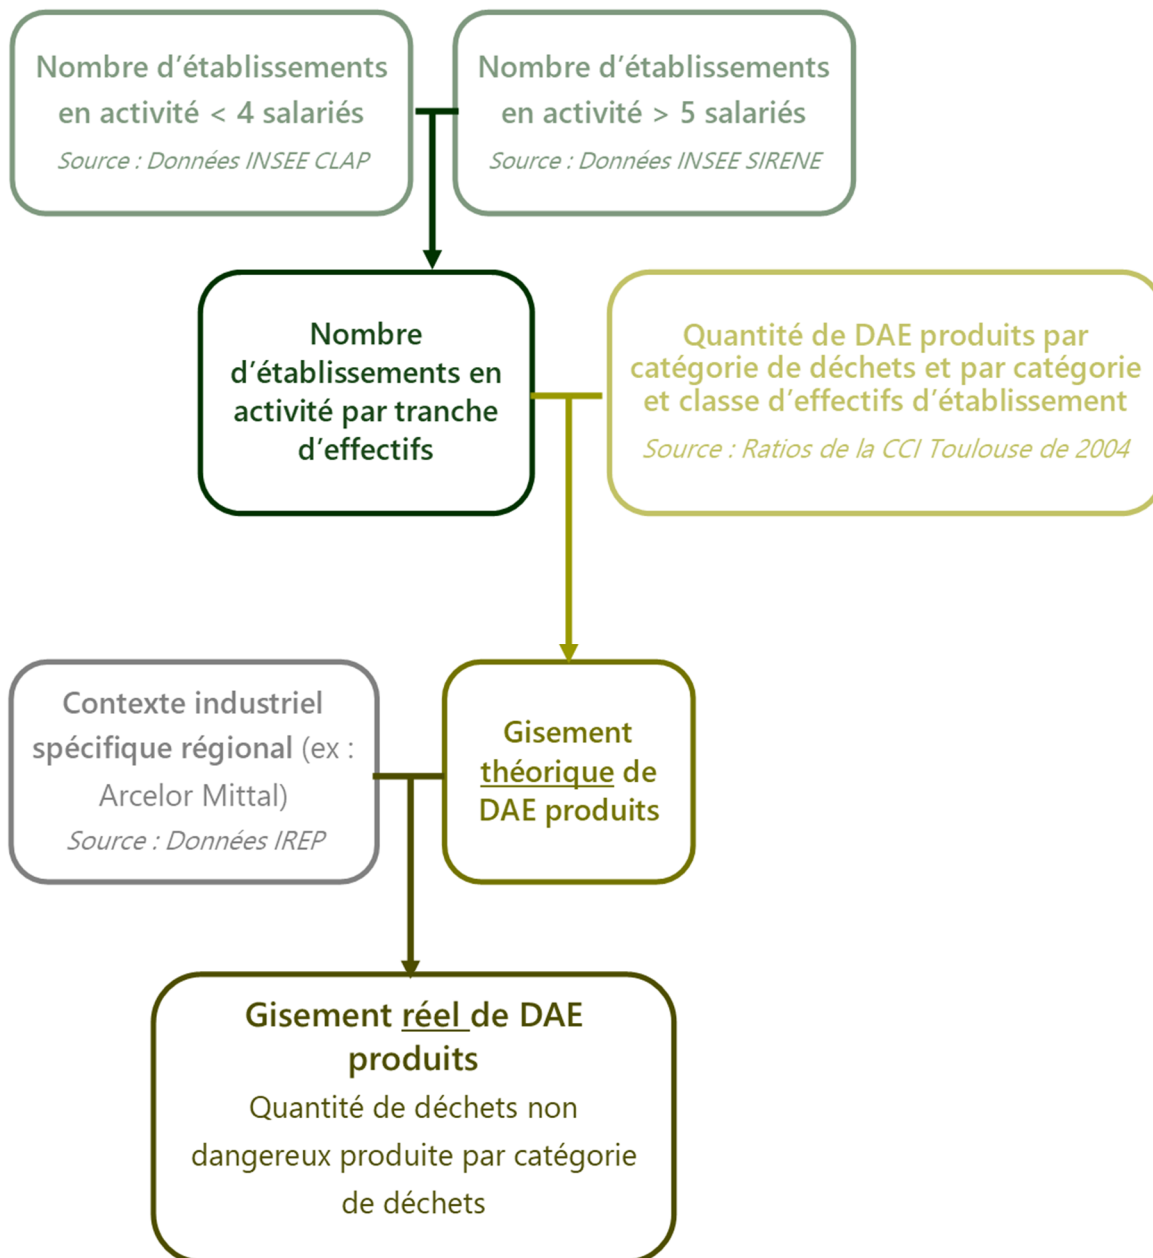 Nombre d’établissements
en activité < 4 salariés
Source : Données INSEE CLAP
Nombre d’établissements
en activité > 5 salariés
Source : Données INSEE SIRENE
Nombre
d’établissements en
activité par tranche
d’effectifs
Quantité de DAE produits par
catégorie de déchets et par catégorie
et classe d’effectifs d’établissement
Source : Ratios de la CCI Toulouse de 2004
Contexte industriel
spécifique régional (ex :
Arcelor Mittal)
Source : Données IREP
Gisement
théorique de
DAE produits
Gisement réel de DAE
produits
Quantité de déchets non
dangereux produite par catégorie
de déchets